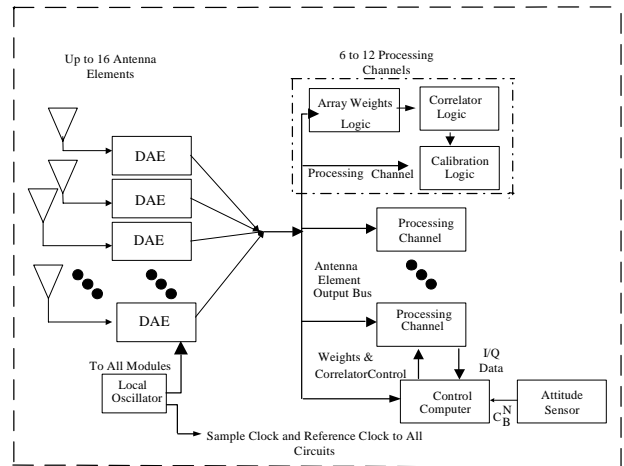 Up to 16 Antenna
Elements
6 to 12 Processing
Channels
Array Weights
Logic
Correlator
Logic
DAE
DAE
DAE
DAE
Processing Channel
Calibration
Logic
Processing
Channel
Antenna
Element
Output Bus
Processing
Channel
To All Modules
Local
Oscillator
Weights &
CorrelatorControl
I/Q
Data
Control
Computer
C N B
Attitude
Sensor
Sample Clock and Reference Clock to All
Circuits